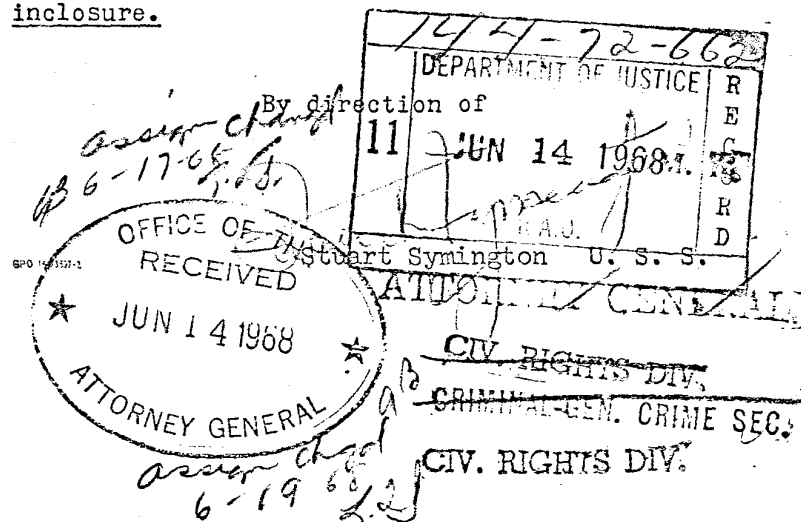 inclosure.
144-72-662
DEPARTMENT OF JUSTICE
RECORD
11 JUN 14 1968 M.
R.A.J.
By direction of
assign chngd
6-17-68
Stuart Symington U. S. S.
OFFICE OF THE
RECEIVED
JUN 14 1968
ATTORNEY GENERAL
ATTORNEY GENERAL
CIV. RIGHTS DIV.
CRIMINAL-GEN. CRIME SEC.
CIV. RIGHTS DIV.
assign chgd
6-19 68